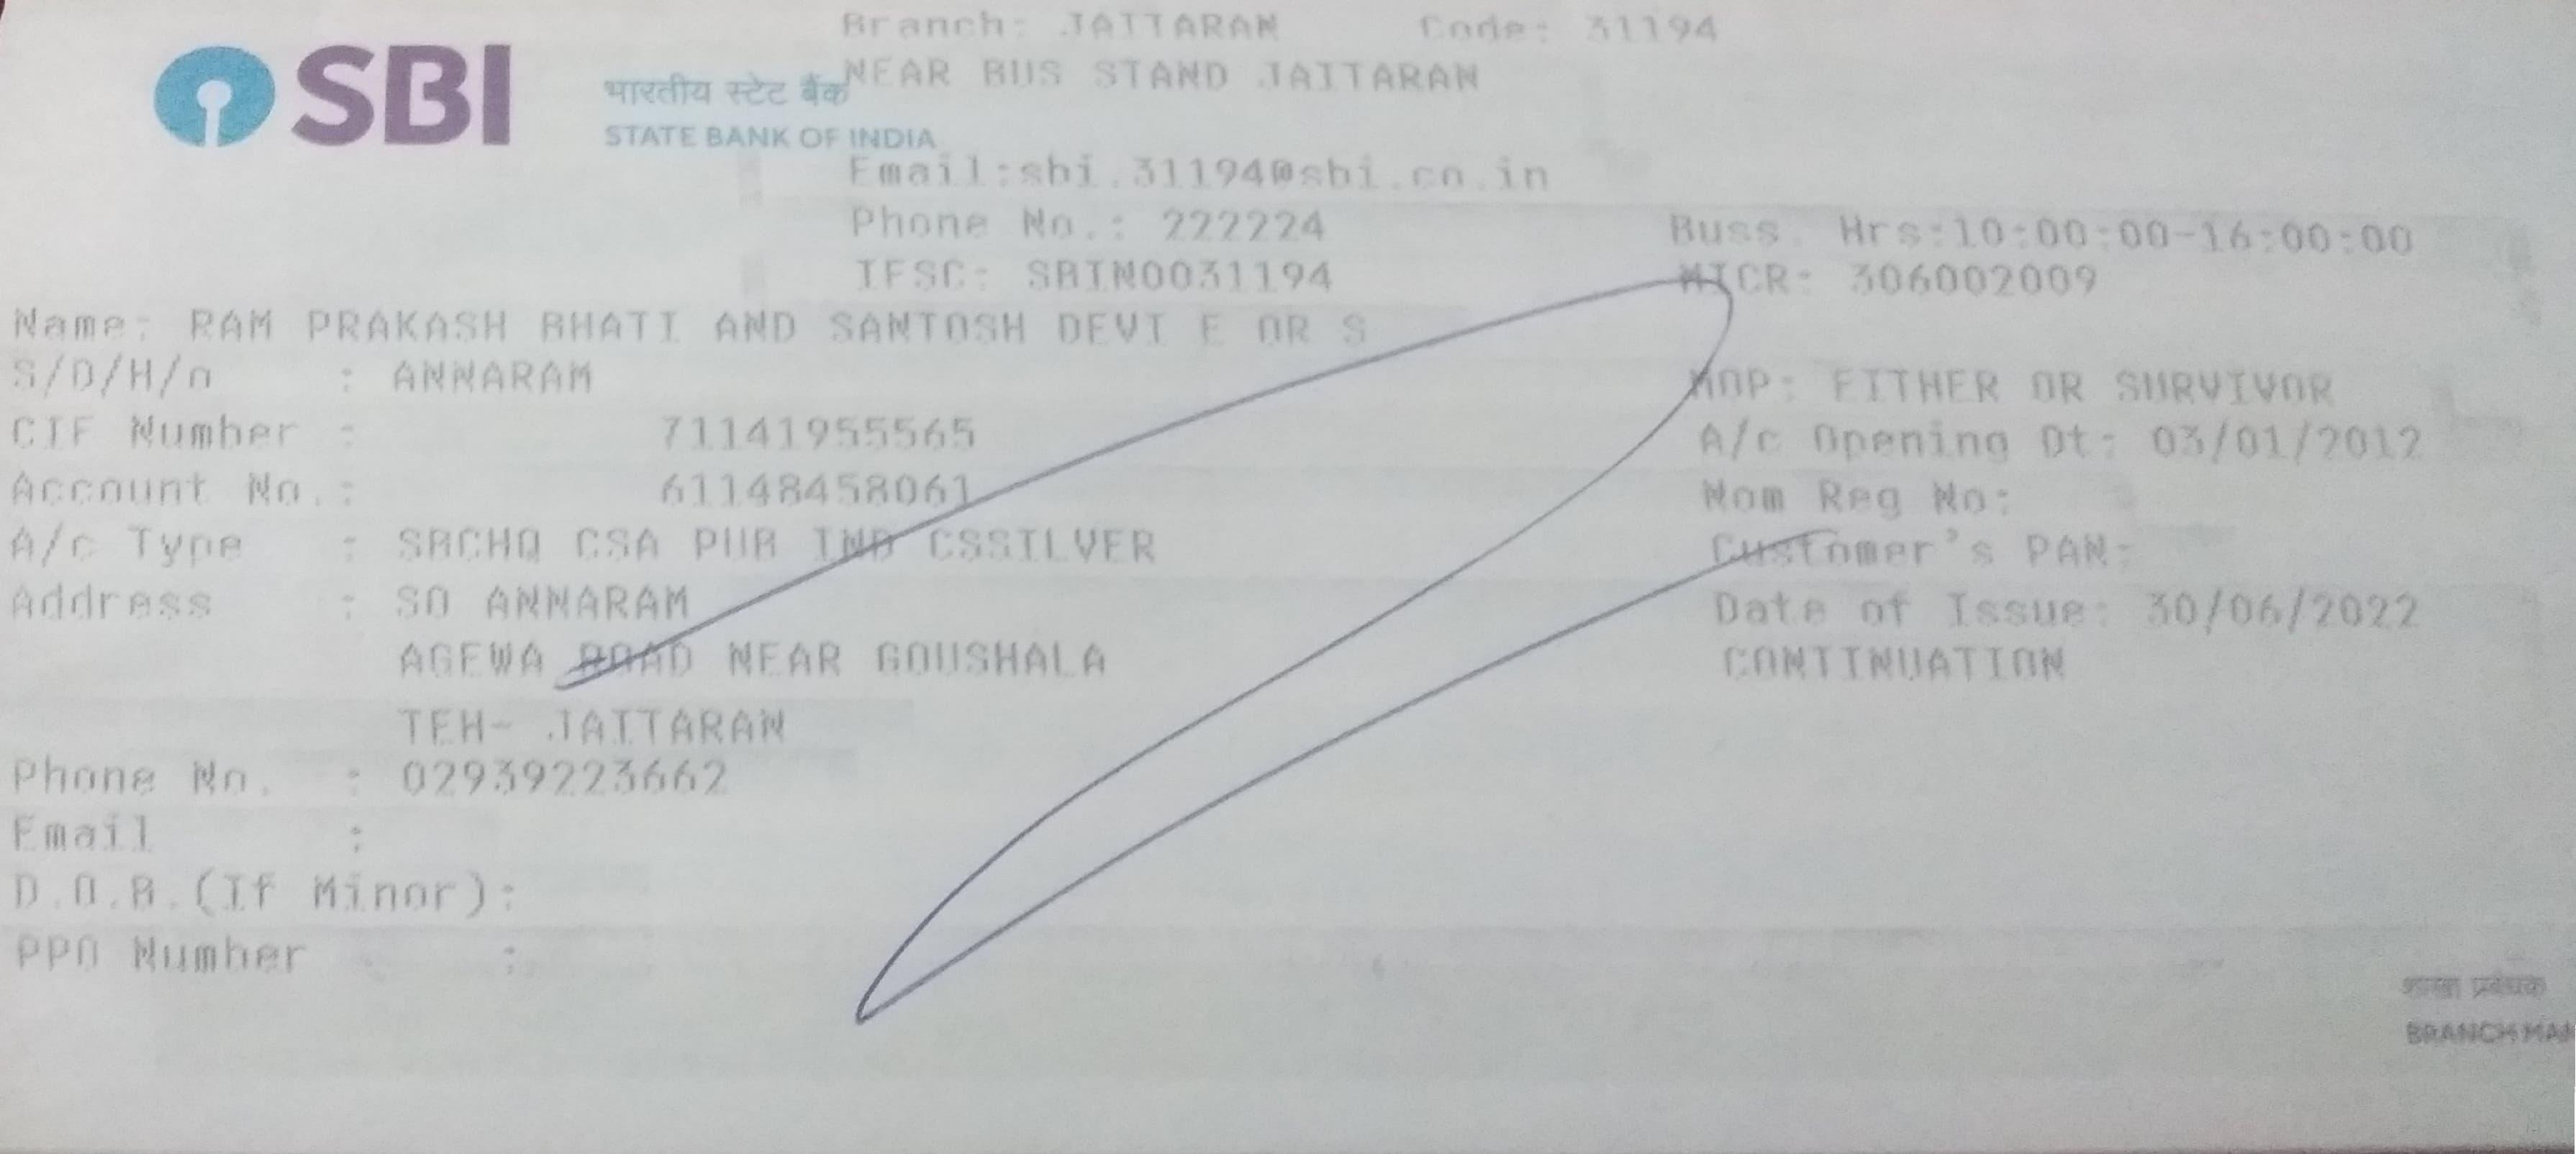 Branch: JAITARAN Code: 31194
SBI
भारतीय स्टेट बैंक
NEAR BUS STAND JAITARAN
STATE BANK OF INDIA
Email:sbi.31194@sbi.co.in
Phone No.: 222224 Buss. Hrs:10:00:00-16:00:00
IFSC: SBIN0031194 MICR: 306002009
Name: RAM PRAKASH BHATI AND SANTOSH DEVI E OR S
S/D/H/o : ANNARAM MOP: EITHER OR SURVIVOR
CIF Number : 71141955565 A/c Opening Dt: 03/01/2012
Account No.: 61148458061 Nom Reg No:
A/c Type : SBCHQ CSA PUB IND CSSILVER Customer's PAN:
Address : SO ANNARAM Date of Issue: 30/06/2022
AGEWA ROAD NEAR GOUSHALA CONTINUATION
TEH- JAITARAN
Phone No. : 02939223662
Email :
D.O.B.(If Minor):
PPO Number :
शाखा प्रबंधक
BRANCH MAN